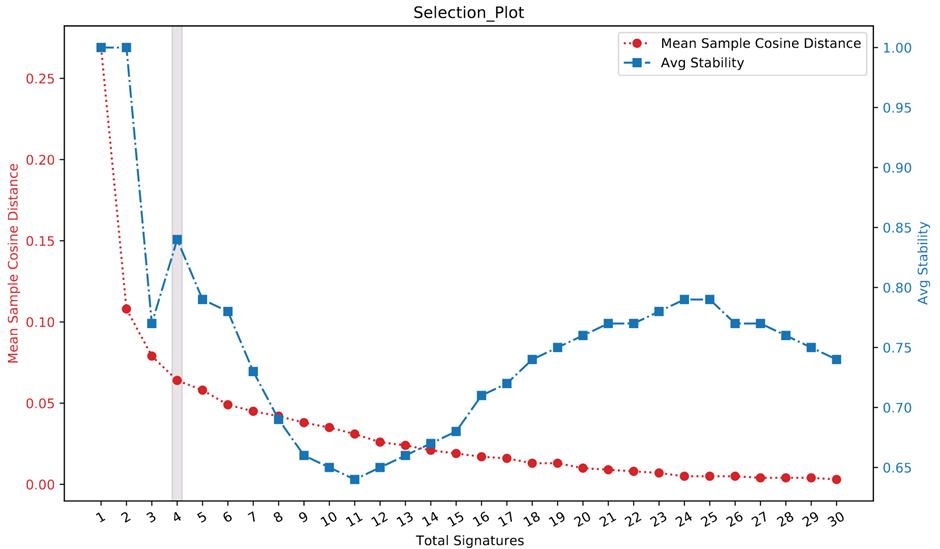 Selection_Plot
Mean Sample Cosine Distance
Avg Stability
0.25
0.20
0.15
0.10
0.05
0.00
Mean Sample Cosine Distance
1.00
0.95
0.90
0.85
0.80
0.75
0.70
0.65
Avg Stability
1 2 3 4 5 6 7 8 9 10 11 12 13 14 15 16 17 18 19 20 21 22 23 24 25 26 27 28 29 30
Total Signatures